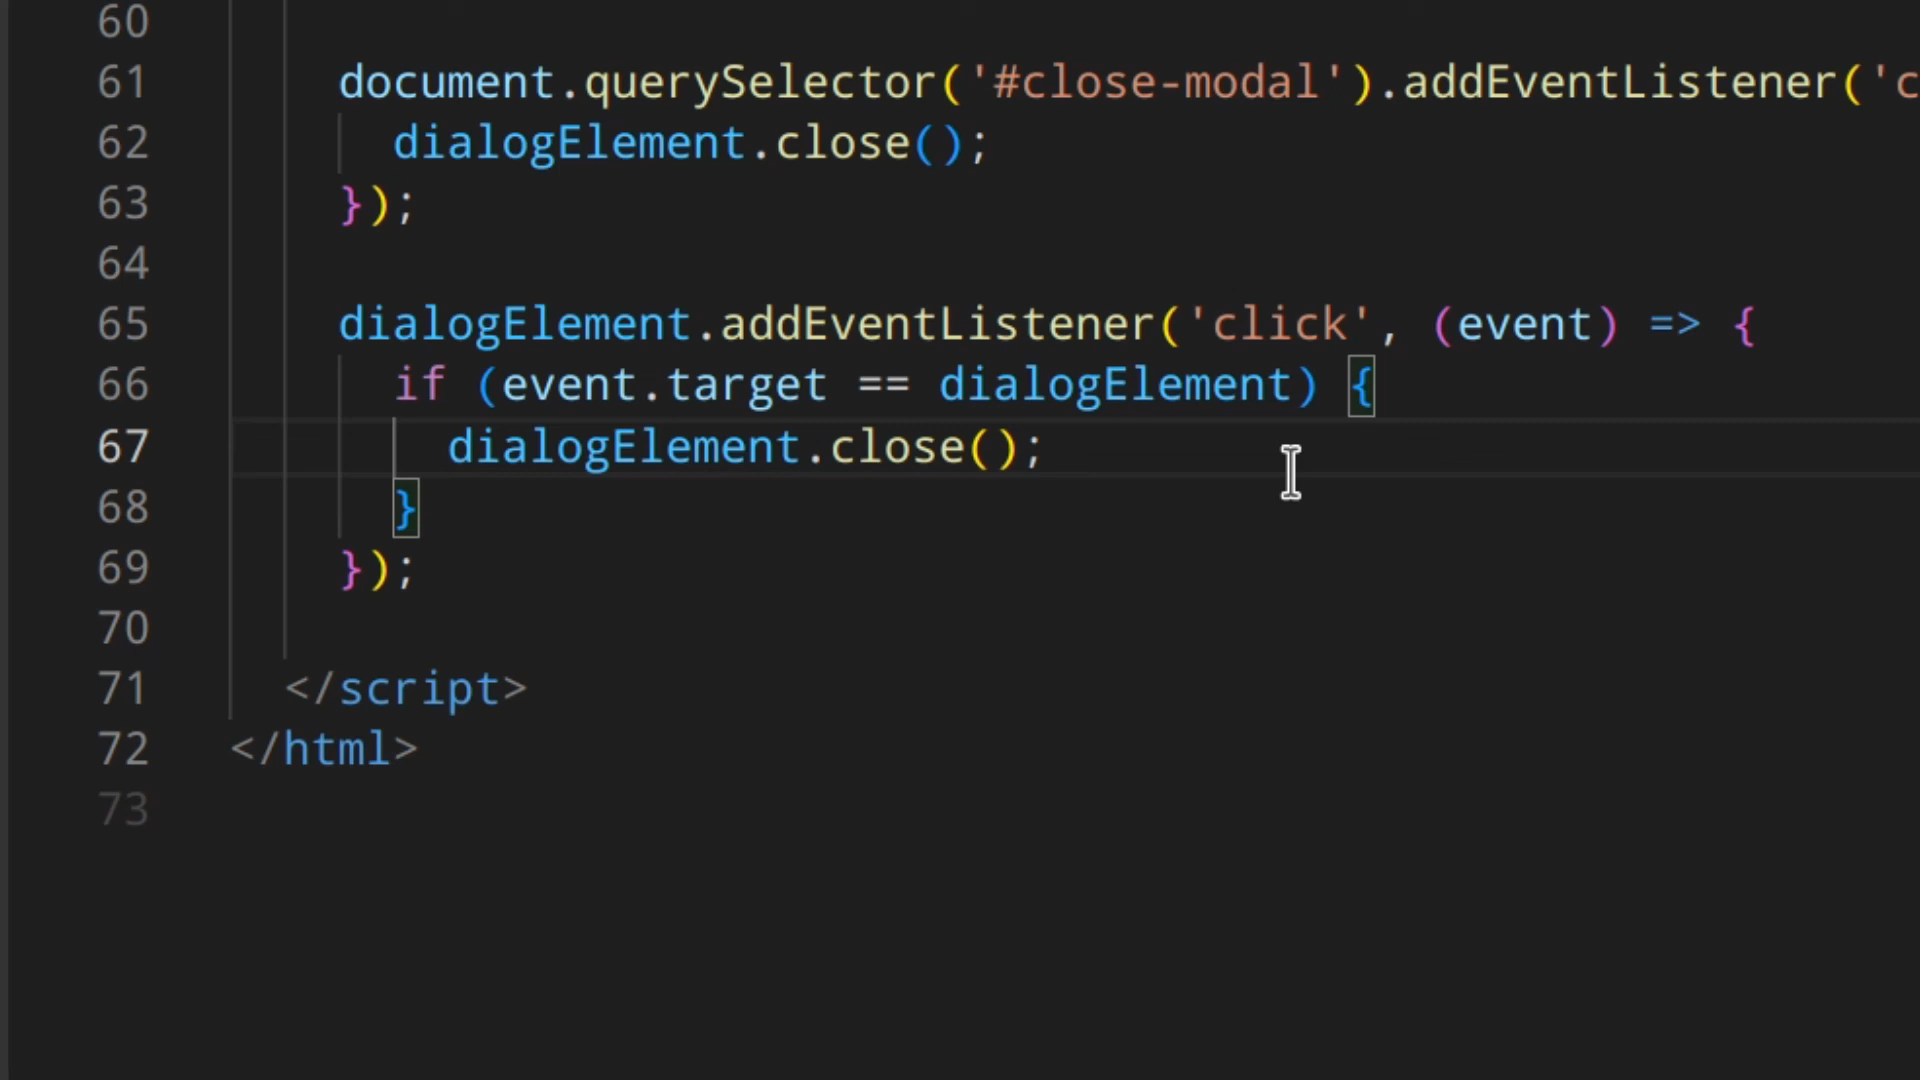 60
61 document.querySelector('#close-modal').addEventListener('c
62 dialogElement.close();
63 });
64
65 dialogElement.addEventListener('click', (event) => {
66 if (event.target == dialogElement) {
67 dialogElement.close();
68 }
69 });
70
71 </script>
72 </html>
73